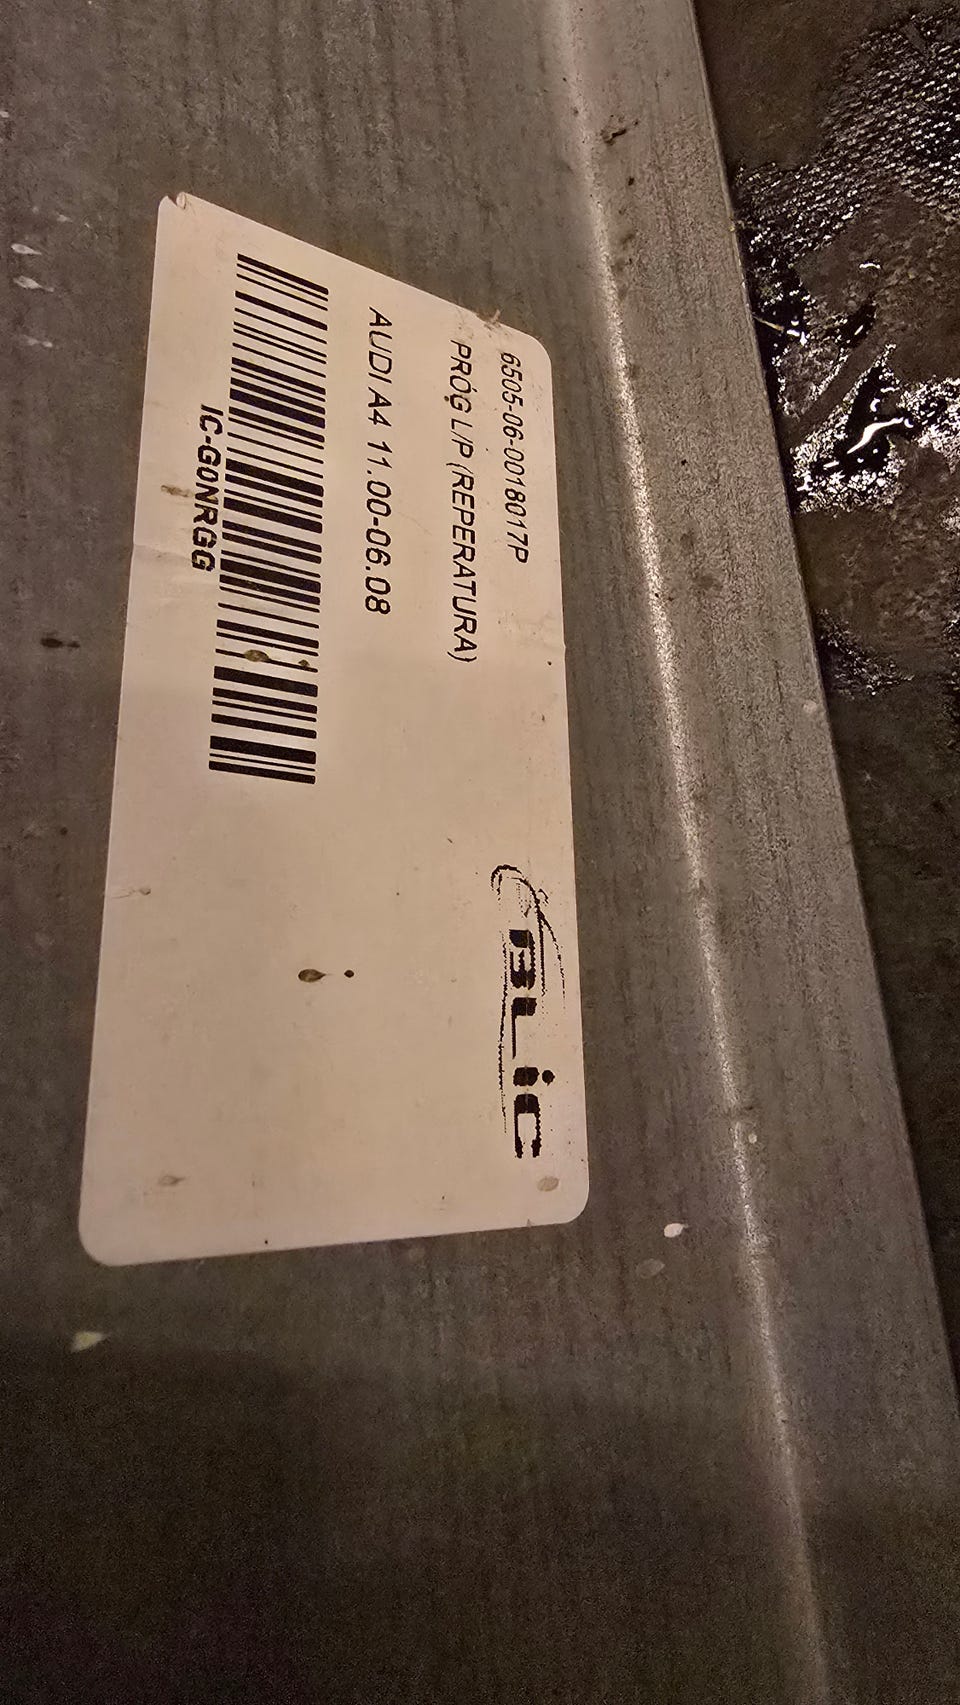 6505-06-0018017P
PRÓG L/P (REPERATURA)
AUDI A4 11.00-06.08
IC-G0NRGG
BLiC